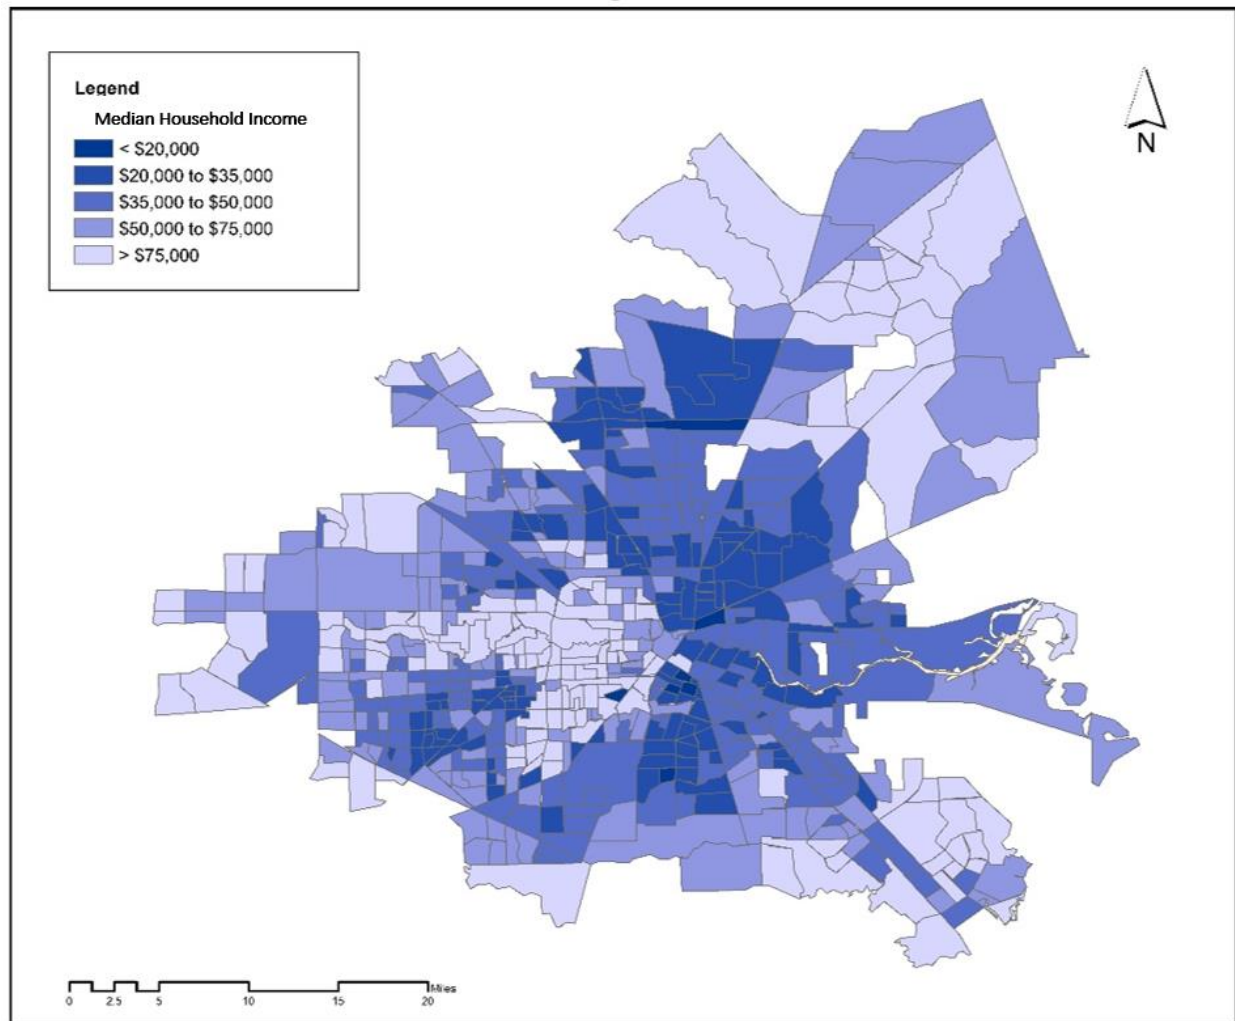 Legend
Median Household Income
< $20,000
$20,000 to $35,000
$35,000 to $50,000
$50,000 to $75,000
> $75,000
N
Miles
0 2.5 5 10 15 20